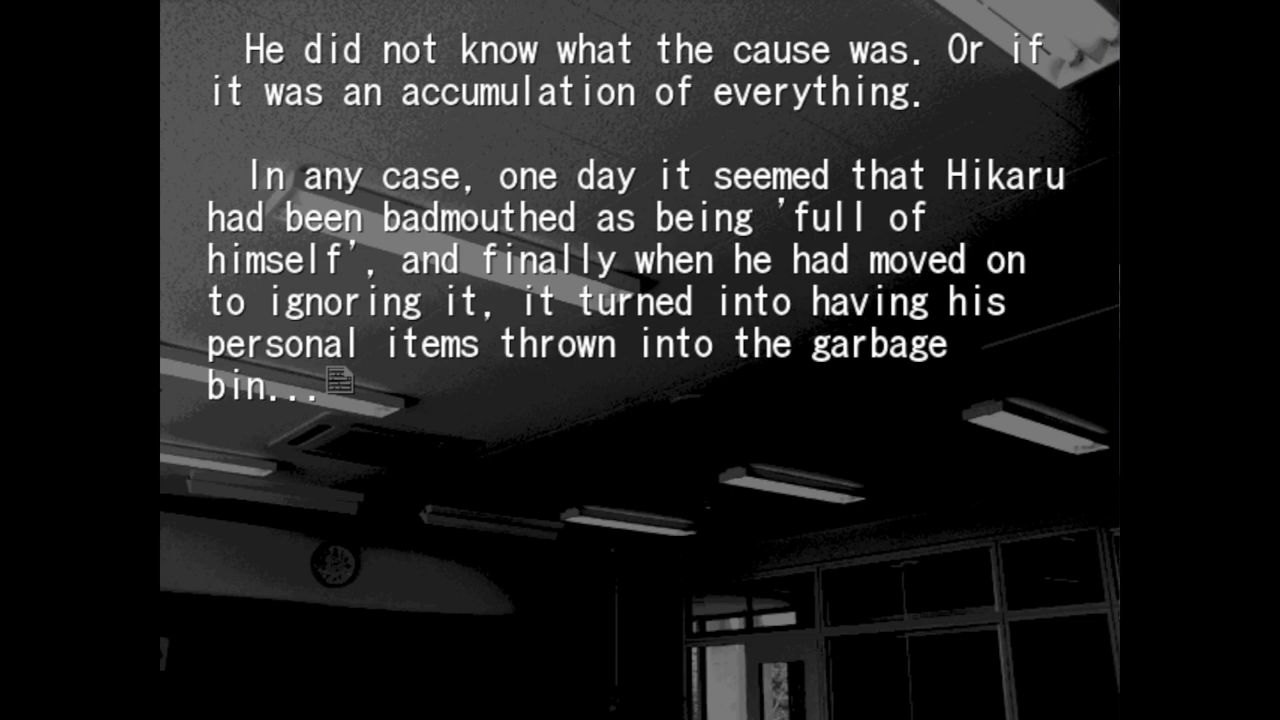 He did not know what the cause was. Or if
it was an accumulation of everything.
In any case, one day it seemed that Hikaru
had been badmouthed as being 'full of
himself', and finally when he had moved on
to ignoring it, it turned into having his
personal items thrown into the garbage
bin...